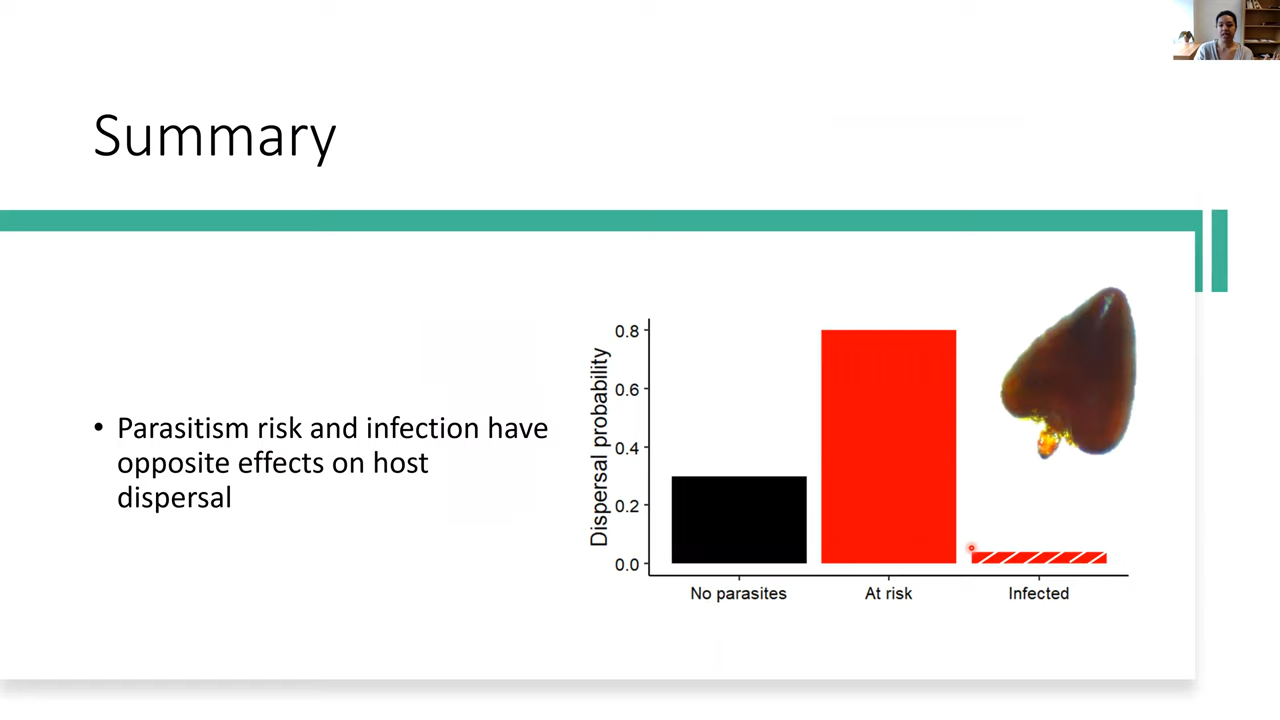 Summary
• Parasitism risk and infection have
opposite effects on host
dispersal
Dispersal probability
0.8
0.6
0.4
0.2
0.0
No parasites
At risk
Infected